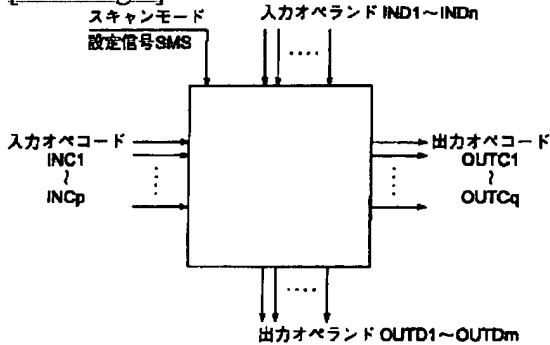 スキャンモード
設定信号SMS
入力オペランド IND1～INDn
入力オペコード
INC1
～
INCp
出力オペコード
OUTC1
～
OUTCq
出力オペランド OUTD1～OUTDm